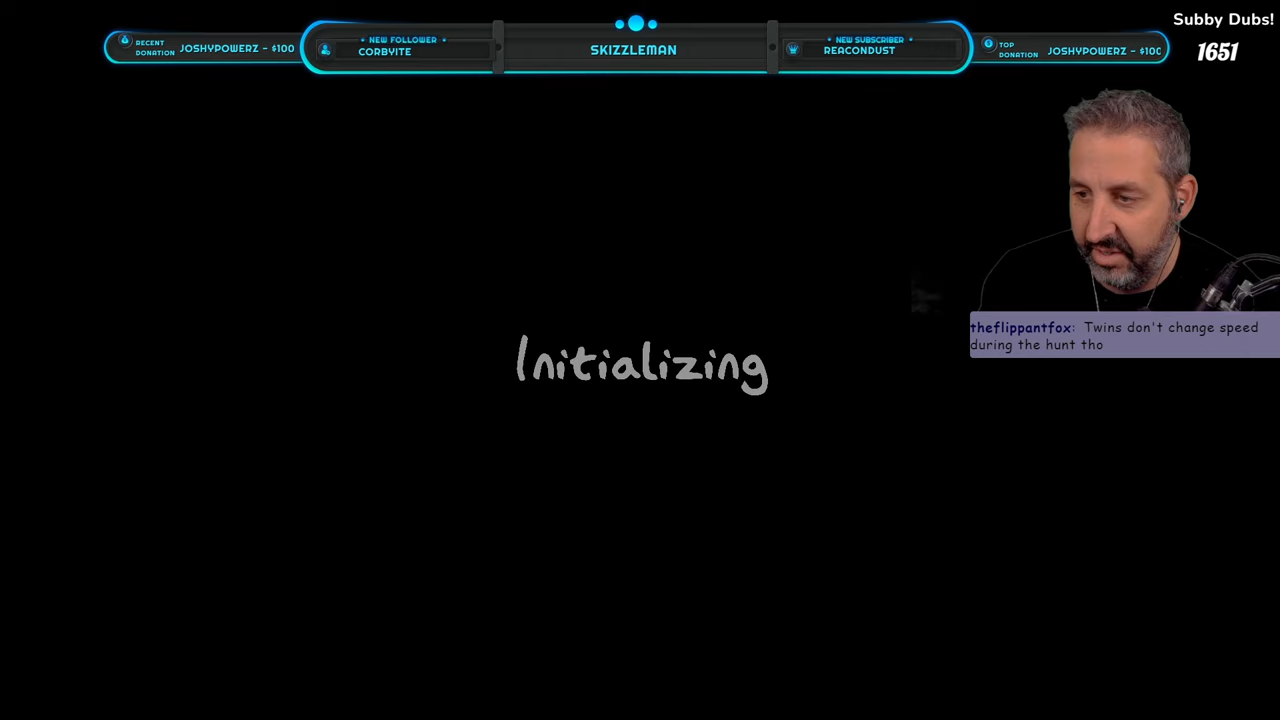 Subby Dubs!
1651
RECENT
DONATION
JOSHYPOWERZ - $100
NEW FOLLOWER
CORBYITE
SKIZZLEMAN
NEW SUBSCRIBER
REACONDUST
TOP
DONATION
JOSHYPOWERZ - $100
theflippantfox: Twins don't change speed
during the hunt tho
Initializing